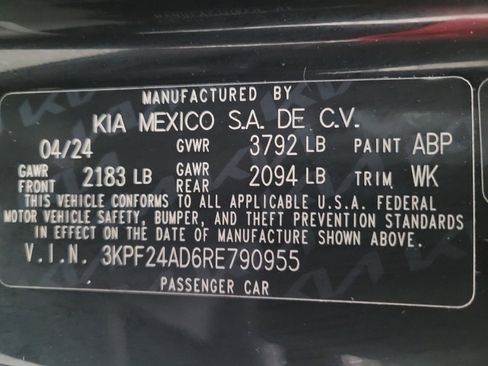 MANUFACTURED BY
KIA MEXICO S.A. DE C.V.
04/24 GVWR 3792 LB PAINT ABP
GAWR FRONT 2183 LB GAWR REAR 2094 LB TRIM WK
THIS VEHICLE CONFORMS TO ALL APPLICABLE U.S.A. FEDERAL
MOTOR VEHICLE SAFETY, BUMPER, AND THEFT PREVENTION STANDARDS
IN EFFECT ON THE DATE OF MANUFACTURE SHOWN ABOVE.
V.I.N. 3KPF24AD6RE790955
PASSENGER CAR